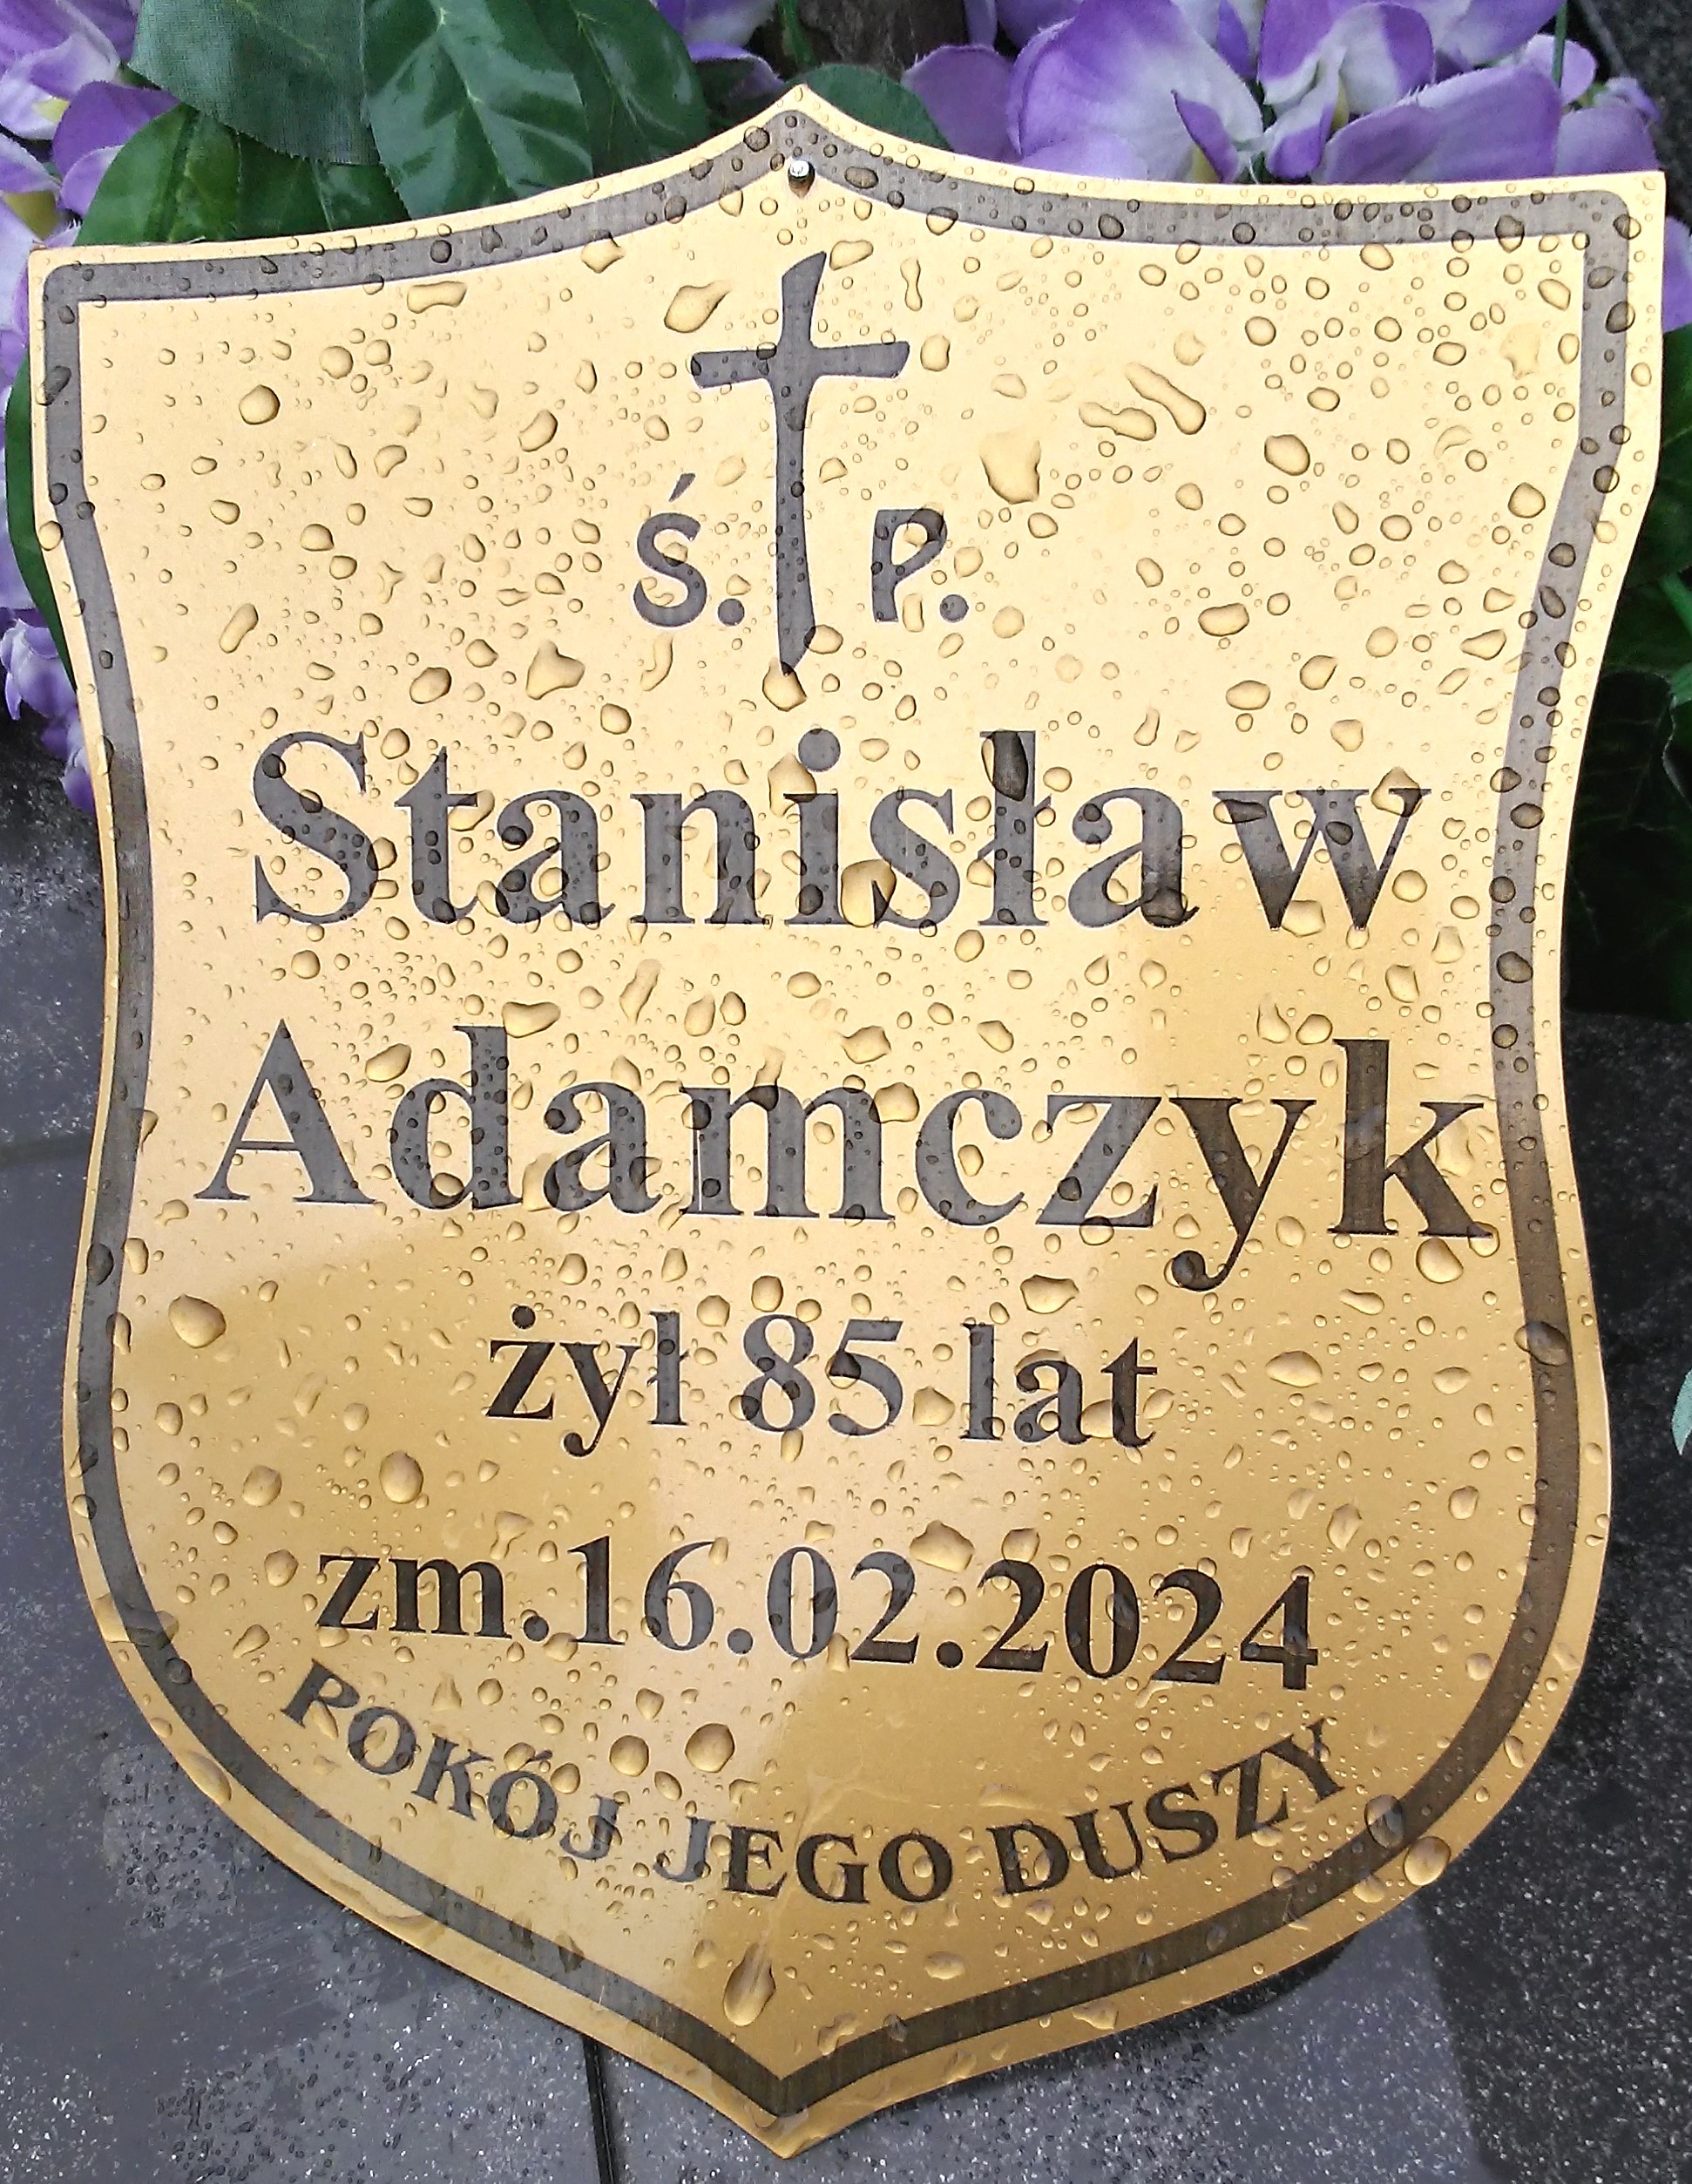 Ś. P.
Stanisław
Adamczyk
żył 85 lat
zm.16.02.2024
POKÓJ JEGO DUSZY